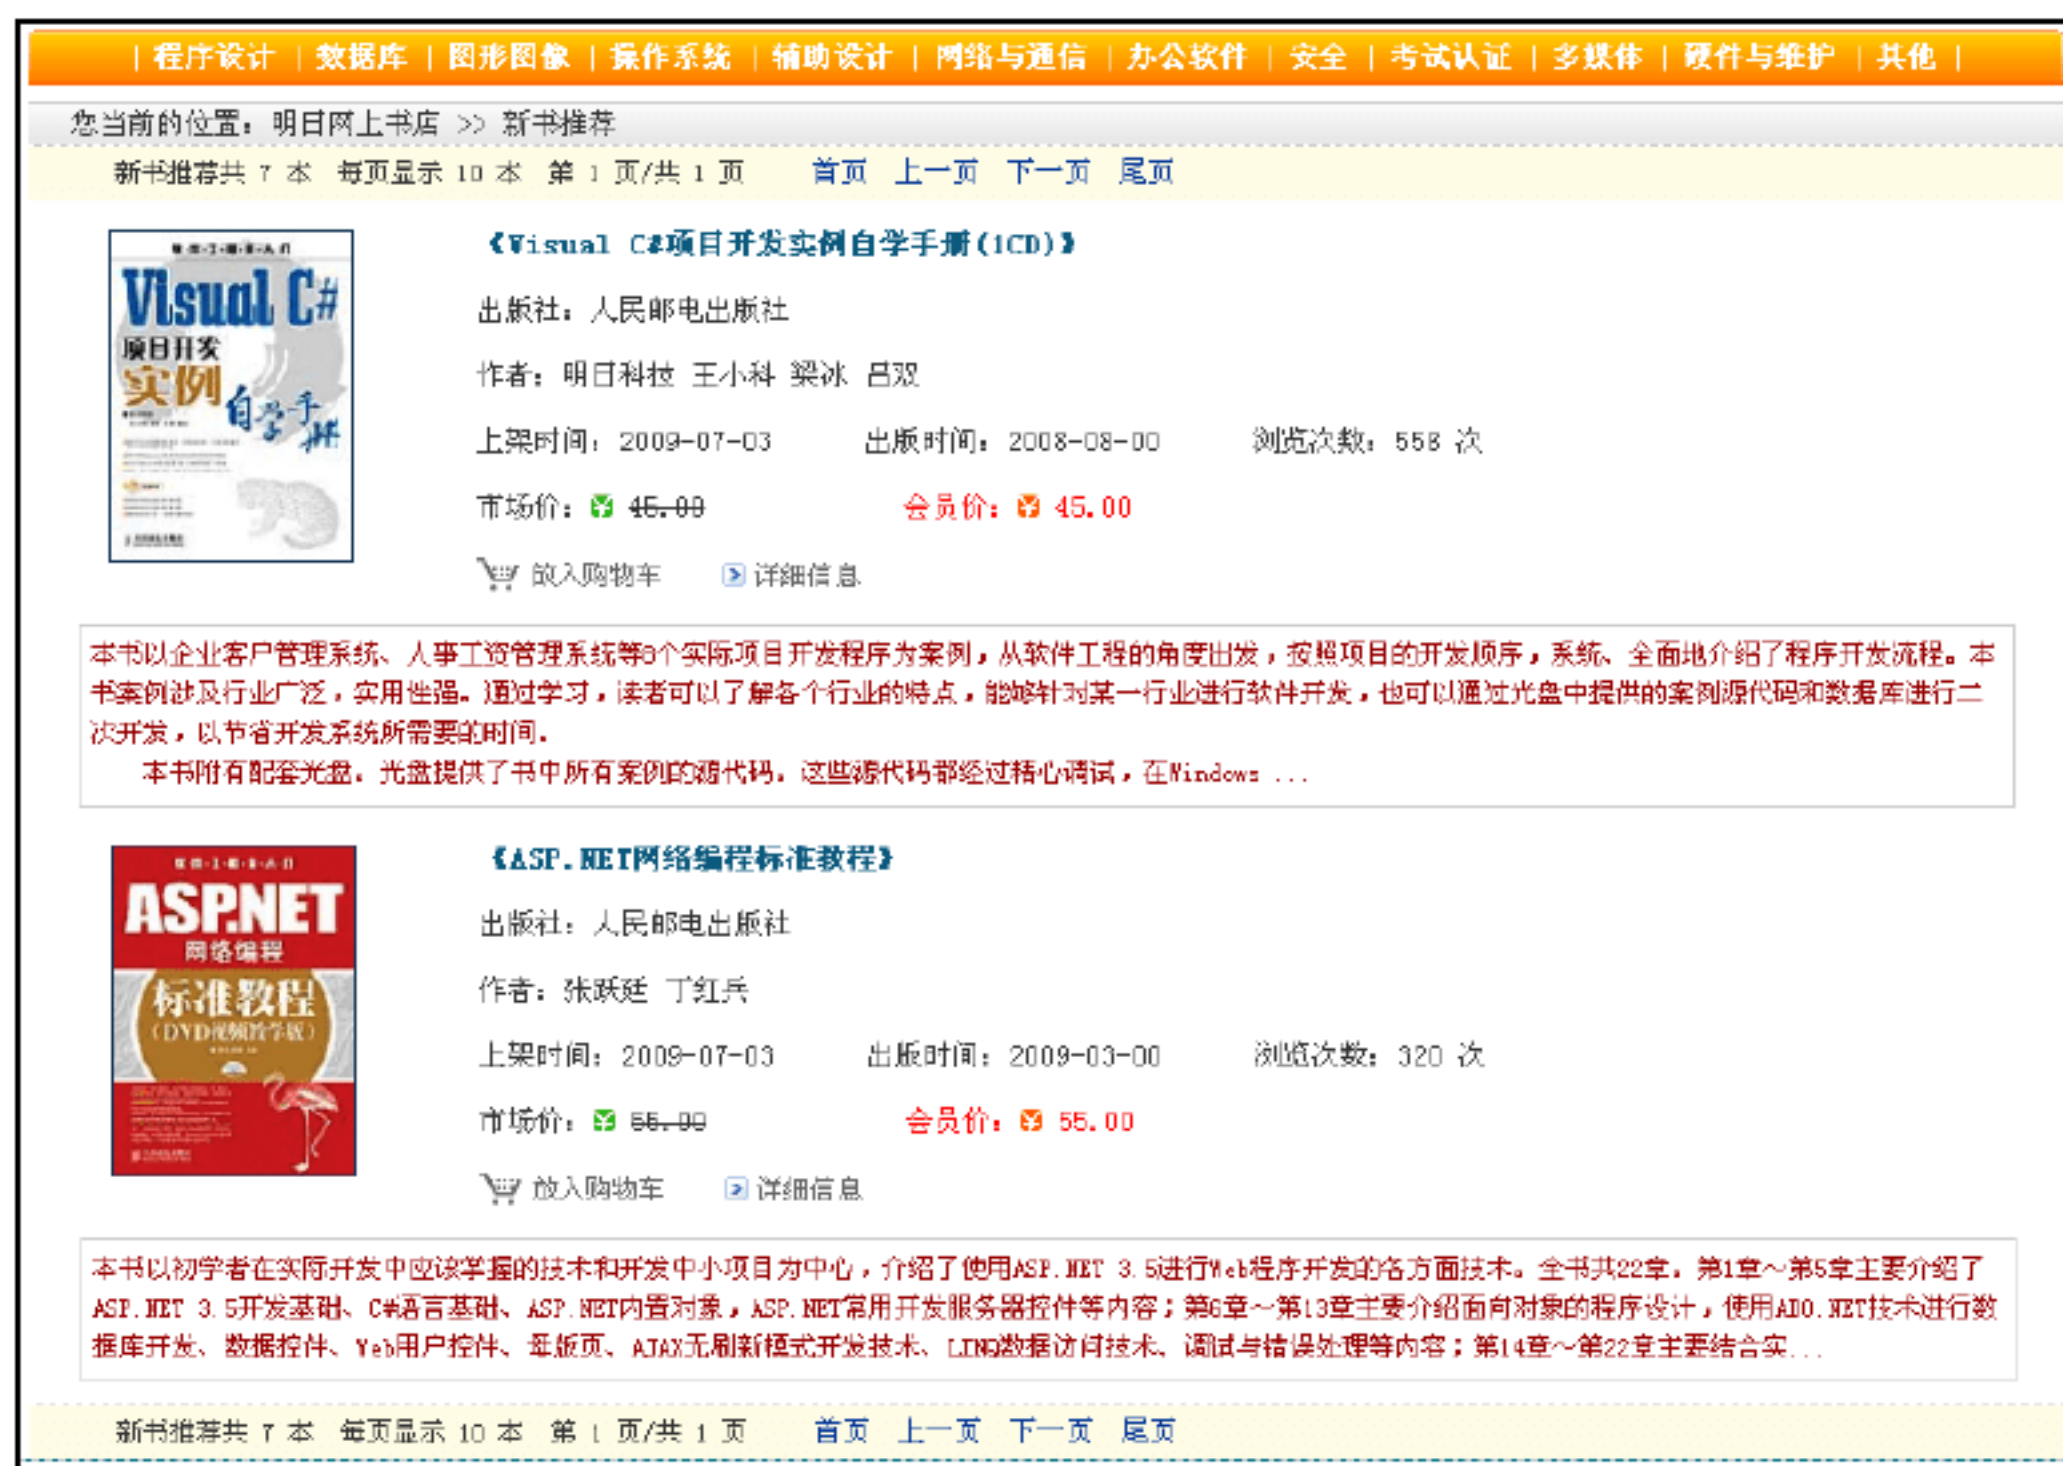 | 程序设计 | 数据库 | 图形图像 | 操作系统 | 辅助设计 | 网络与通信 | 办公软件 | 安全 | 考试认证 | 多媒体 | 硬件与维护 | 其他 |
您当前的位置：明日网上书店 >> 新书推荐
新书推荐共 7 本 每页显示 10 本 第 1 页/共 1 页 首页 上一页 下一页 尾页
Visual C#
项目开发
实例
自学手册
《Visual C#项目开发实例自学手册(1CD)》
出版社：人民邮电出版社
作者：明日科技 王小科 梁冰 吕双
上架时间：2009-07-03 出版时间：2008-08-00 浏览次数：558 次
市场价：¥ 45.00 会员价：¥ 45.00
放入购物车 详细信息
本书以企业客户管理系统、人事工资管理系统等8个实际项目开发程序为案例，从软件工程的角度出发，按照项目的开发顺序，系统、全面地介绍了程序开发流程。本
书案例涉及行业广泛，实用性强。通过学习，读者可以了解各个行业的特点，能够针对某一行业进行软件开发，也可以通过光盘中提供的案例源代码和数据库进行二
次开发，以节省开发系统所需要的时间。
本书附有配套光盘。光盘提供了书中所有案例的源代码。这些源代码都经过精心调试，在Windows ...
ASP.NET
网络编程
标准教程
（DVD视频教学版）
《ASP.NET网络编程标准教程》
出版社：人民邮电出版社
作者：张跃廷 丁红兵
上架时间：2009-07-03 出版时间：2009-03-00 浏览次数：320 次
市场价：¥ 55.00 会员价：¥ 55.00
放入购物车 详细信息
本书以初学者在实际开发中应该掌握的技术和开发中小项目为中心，介绍了使用ASP.NET 3.5进行Web程序开发的各方面技术。全书共22章。第1章～第5章主要介绍了
ASP.NET 3.5开发基础、C#语言基础、ASP.NET内置对象，ASP.NET常用开发服务器控件等内容；第6章～第13章主要介绍面向对象的程序设计，使用ADO.NET技术进行数
据库开发、数据控件、Web用户控件、母版页、AJAX无刷新模式开发技术、LINQ数据访问技术、调试与错误处理等内容；第14章～第22章主要结合实...
新书推荐共 7 本 每页显示 10 本 第 1 页/共 1 页 首页 上一页 下一页 尾页